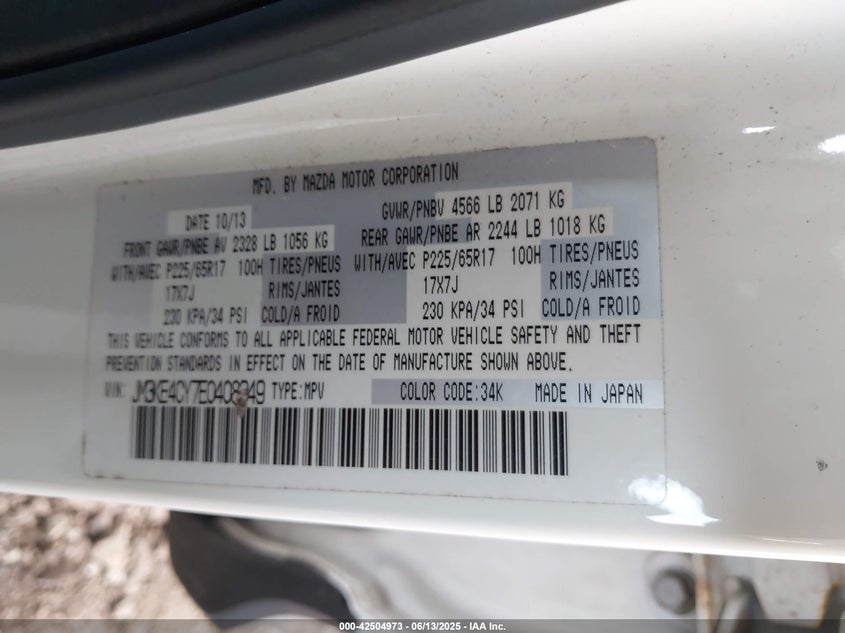 MFD. BY MAZDA MOTOR CORPORATION
DATE 10/13 GVWR/PNBV 4566 LB 2071 KG
FRONT GAWR/PNBE AV 2328 LB 1056 KG REAR GAWR/PNBE AR 2244 LB 1018 KG
WITH/AVEC P225/65R17 100H TIRES/PNEUS WITH/AVEC P225/65R17 100H TIRES/PNEUS
17X7J RIMS/JANTES 17X7J RIMS/JANTES
230 KPA/34 PSI COLD/A FROID 230 KPA/34 PSI COLD/A FROID
THIS VEHICLE CONFORMS TO ALL APPLICABLE FEDERAL MOTOR VEHICLE SAFETY AND THEFT
PREVENTION STANDARDS IN EFFECT ON THE DATE OF MANUFACTURE SHOWN ABOVE.
VIN: TYPE:MPV COLOR CODE:34K MADE IN JAPAN
000-42504973 - 06/13/2025 - IAA Inc.